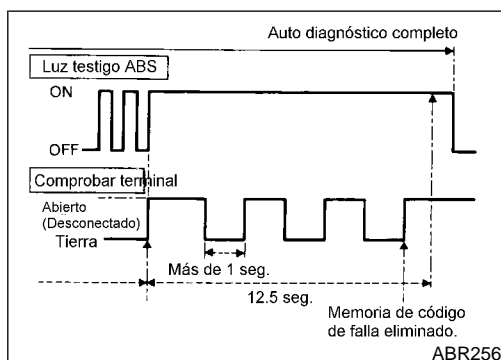 Auto diagnóstico completo
Luz testigo ABS
ON
OFF
Comprobar terminal
Abierto
(Desconectado)
Tierra
Más de 1 seg.
12.5 seg.
Memoria de código
de falla eliminado.
ABR256